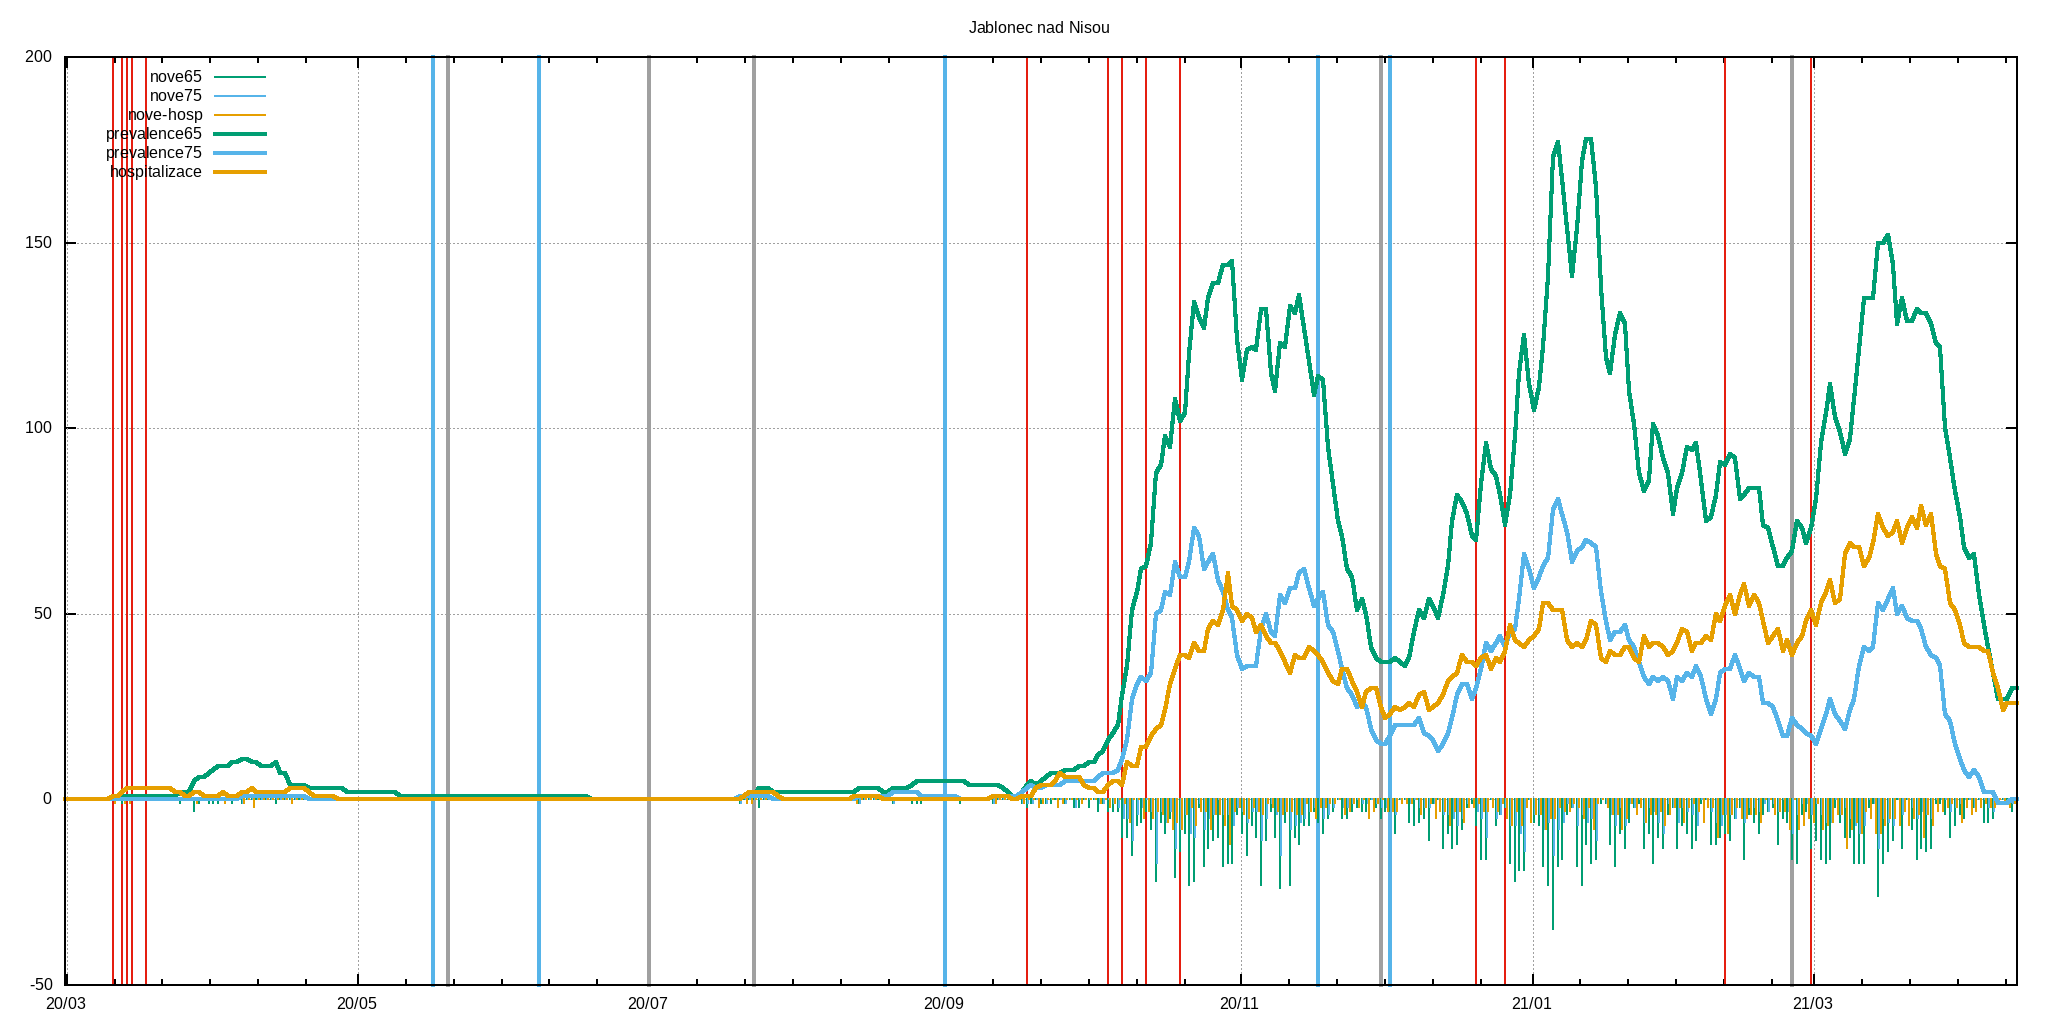 Jablonec nad Nisou
200
150
100
50
0
-50
nove65
nove75
nove-hosp
prevalence65
prevalence75
hospitalizace
20/03 20/05 20/07 20/09 20/11 21/01 21/03